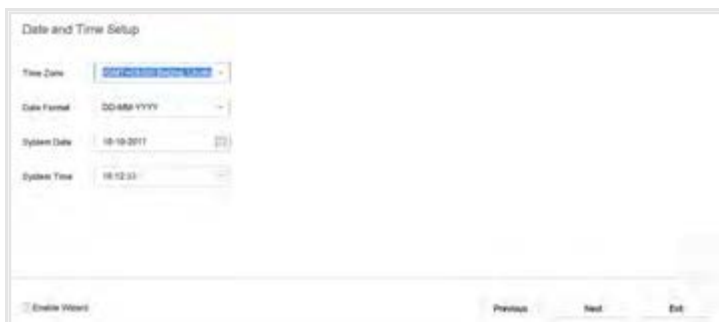 Date and Time Setup
Time Zone
Date Format DD-MM-YYYY
System Date
System Time
Enable Wizard
Previous Next Exit